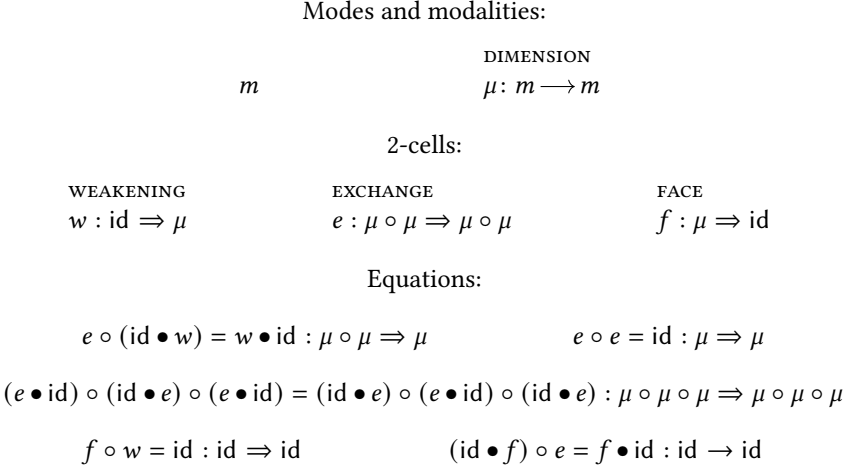 Modes and modalities:
DIMENSION
m μ: m ⟶ m
2-cells:
WEAKENING EXCHANGE FACE
w : id ⇒ μ e : μ ∘ μ ⇒ μ ∘ μ f : μ ⇒ id
Equations:
e ∘ (id • w) = w • id : μ ∘ μ ⇒ μ e ∘ e = id : μ ⇒ μ
(e • id) ∘ (id • e) ∘ (e • id) = (id • e) ∘ (e • id) ∘ (id • e) : μ ∘ μ ∘ μ ⇒ μ ∘ μ ∘ μ
f ∘ w = id : id ⇒ id (id • f) ∘ e = f • id : id → id